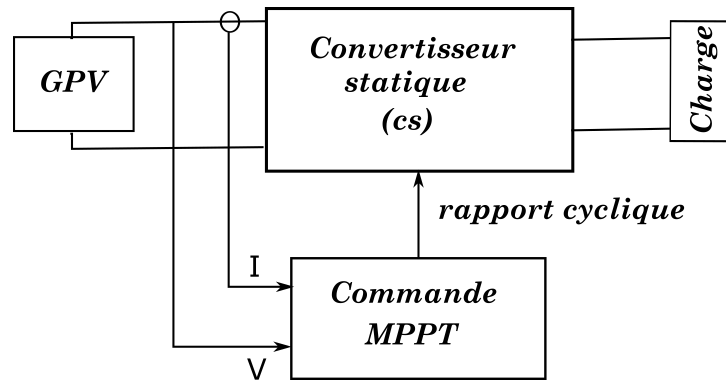 GPV
Convertisseur
statique
(cs)
Charge
rapport cyclique
I
Commande
MPPT
V